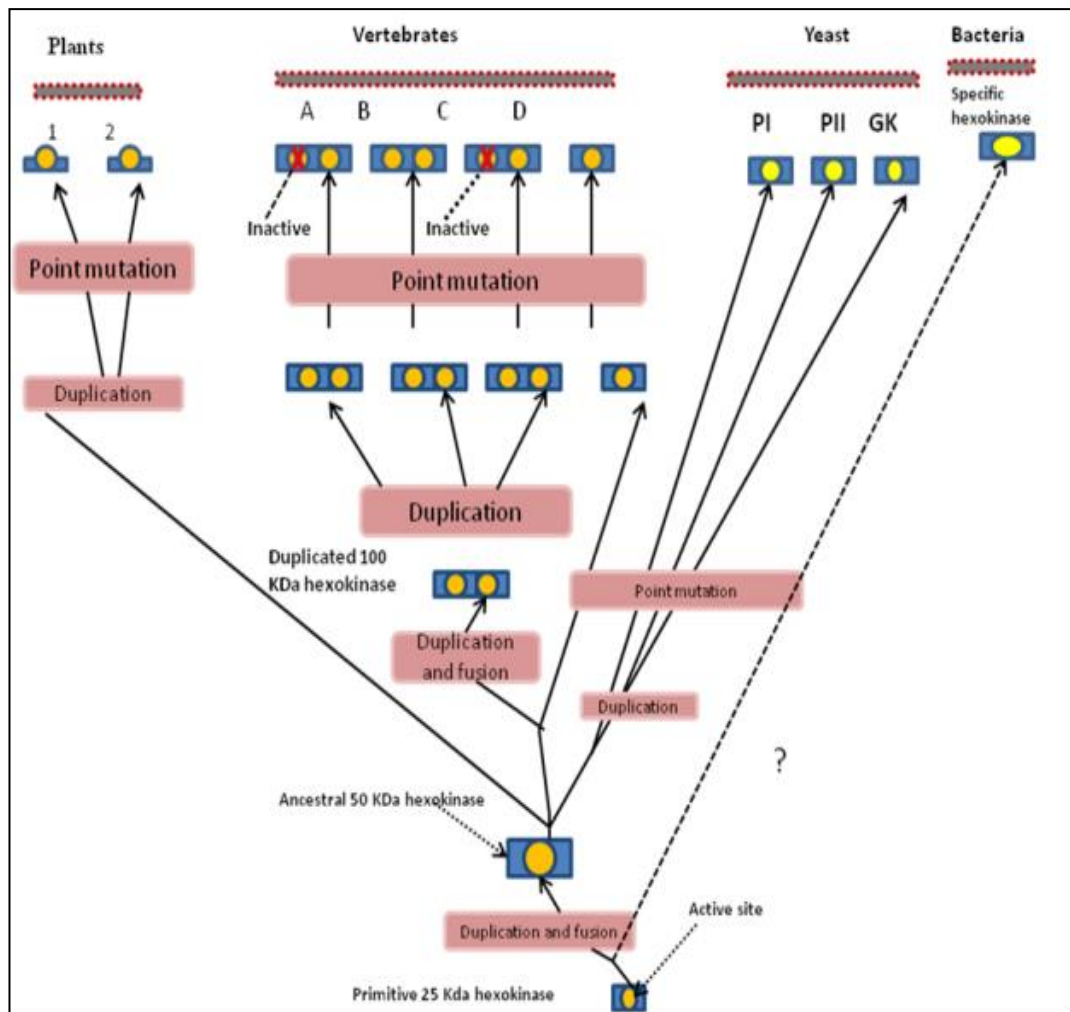 Plants
Vertebrates
Yeast
Bacteria
Specific
hexokinase
1
2
A
B
C
D
PI
PII
GK
Inactive
Inactive
Point mutation
Point mutation
Duplication
Duplication
Duplicated 100
KDa hexokinase
Point mutation
Duplication
and fusion
Duplication
?
Ancestral 50 KDa hexokinase
Active site
Duplication and fusion
Primitive 25 Kda hexokinase